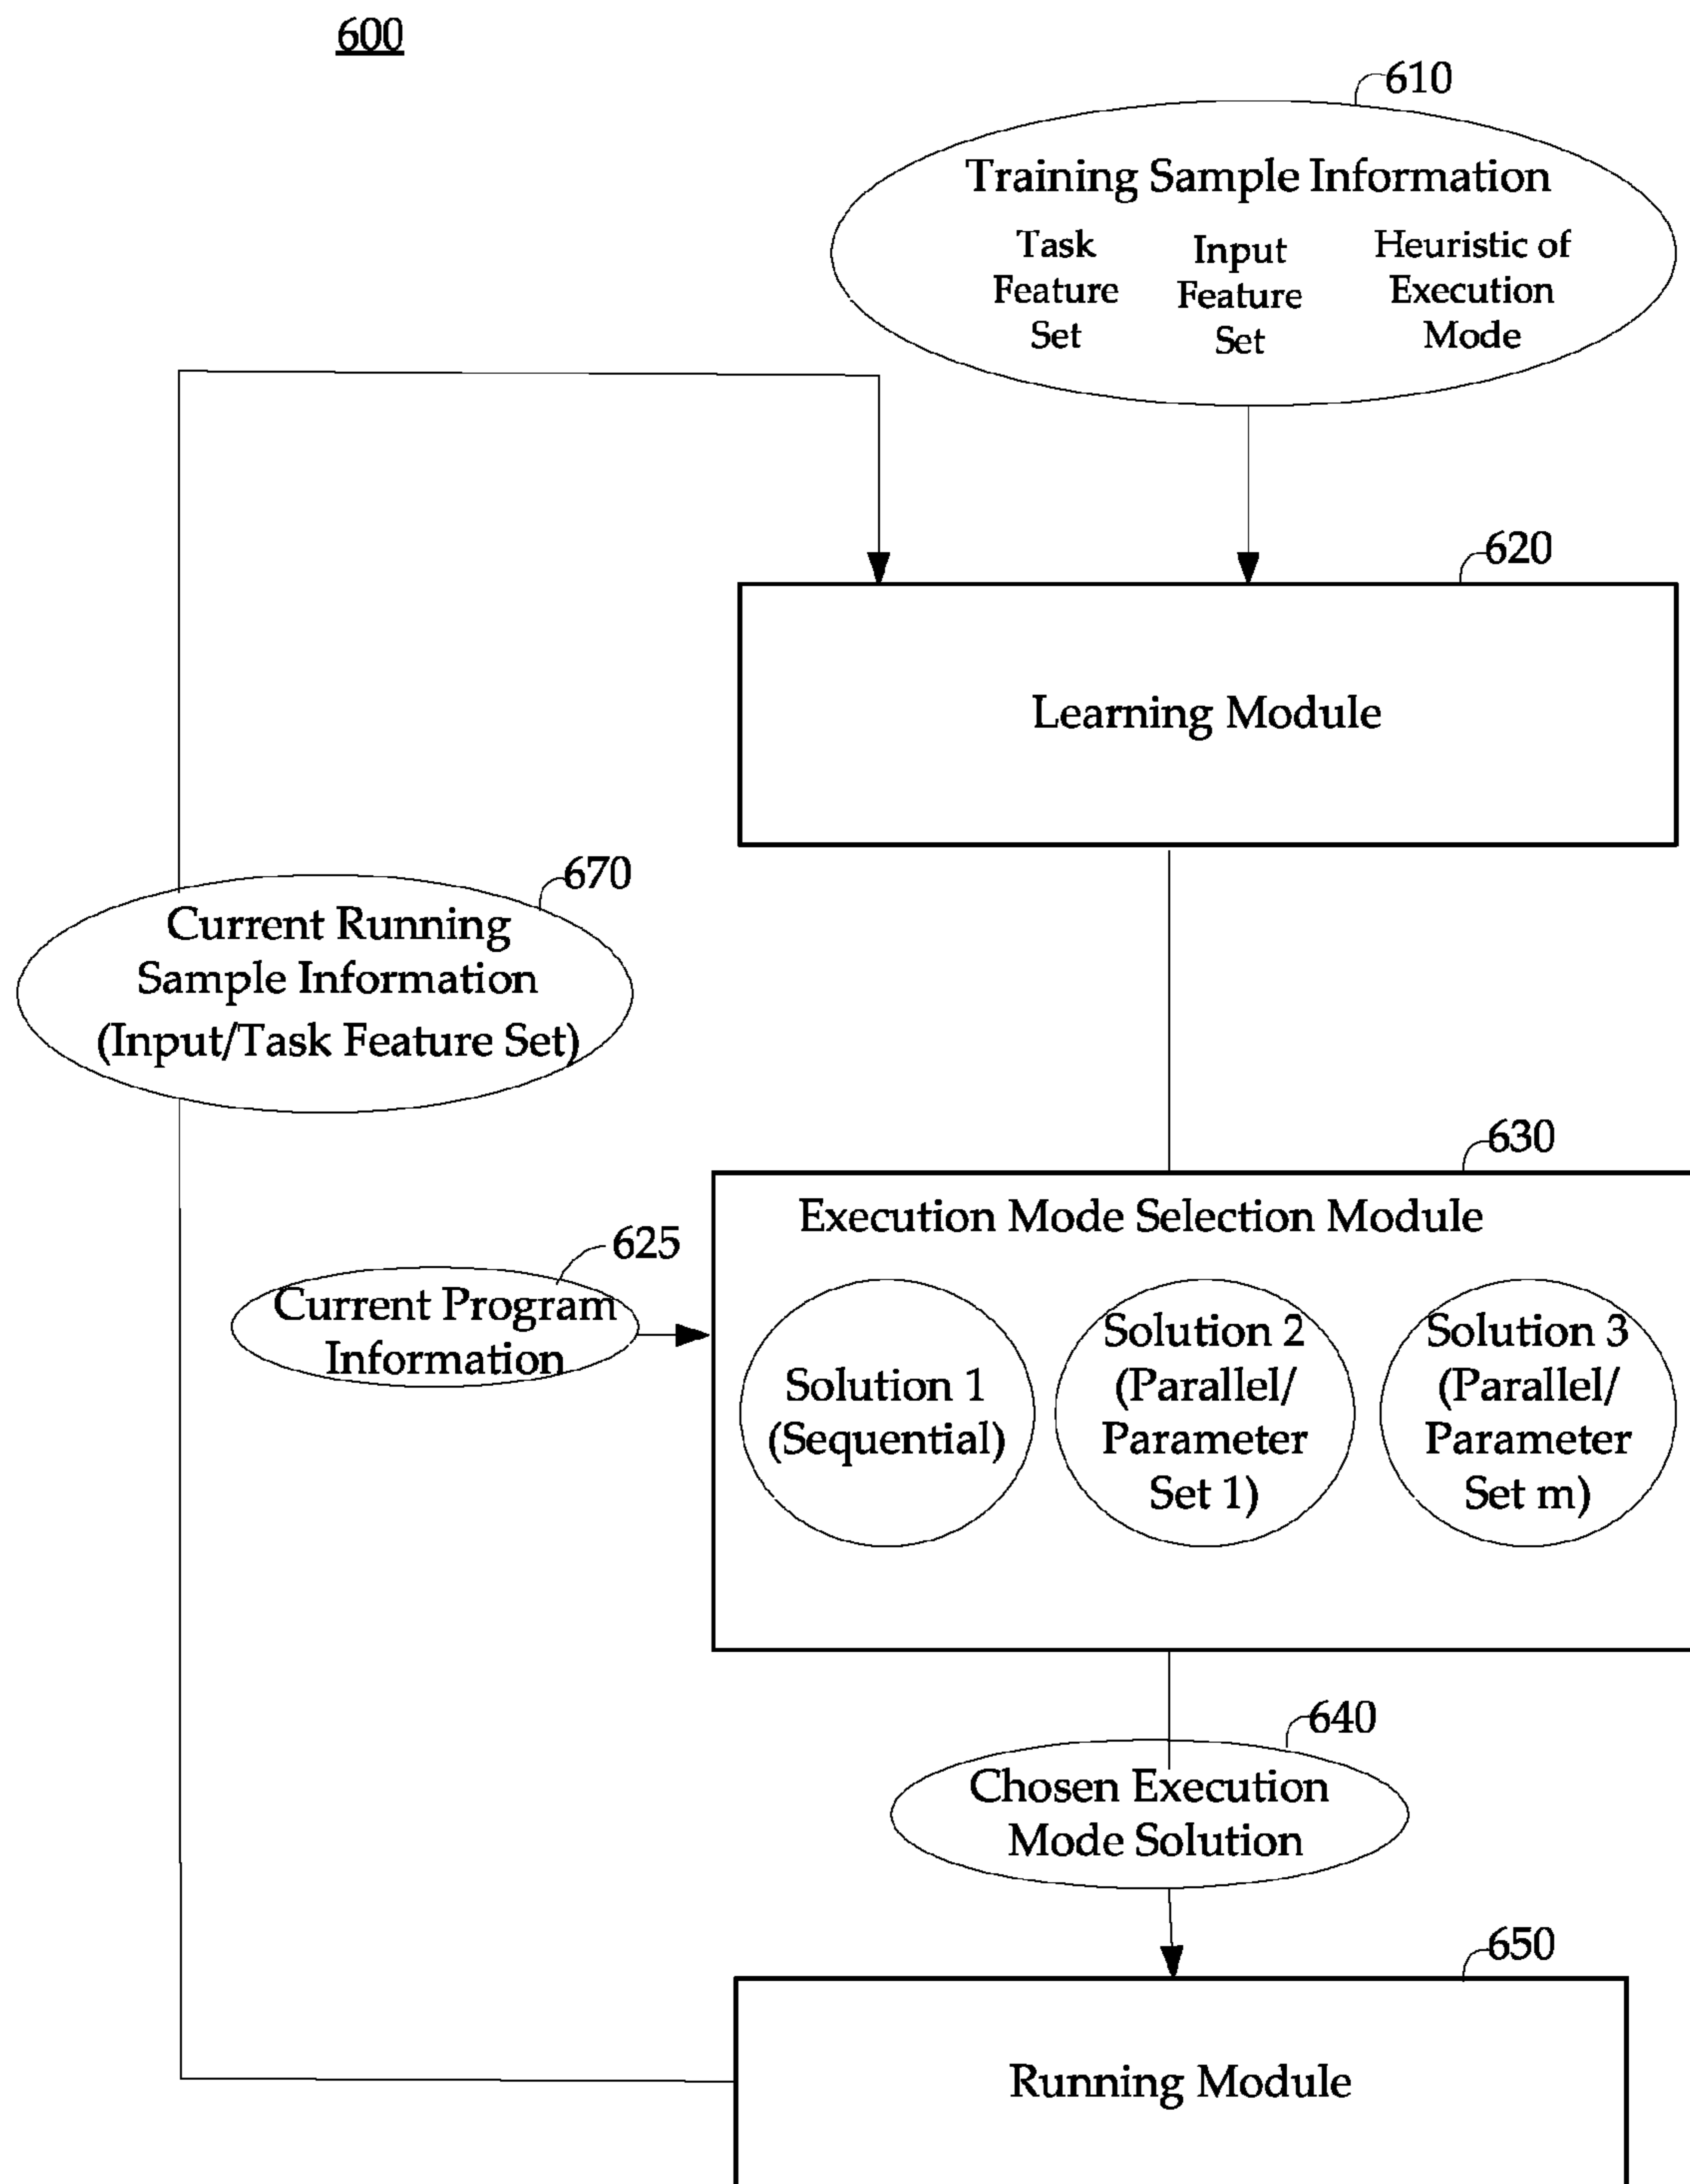 600
610
Training Sample Information
Task
Feature
Set
Input
Feature
Set
Heuristic of
Execution
Mode
620
Learning Module
670
Current Running
Sample Information
(Input/Task Feature Set)
630
Execution Mode Selection Module
625
Current Program
Information
Solution 1
(Sequential)
Solution 2
(Parallel/
Parameter
Set 1)
Solution 3
(Parallel/
Parameter
Set m)
640
Chosen Execution
Mode Solution
650
Running Module